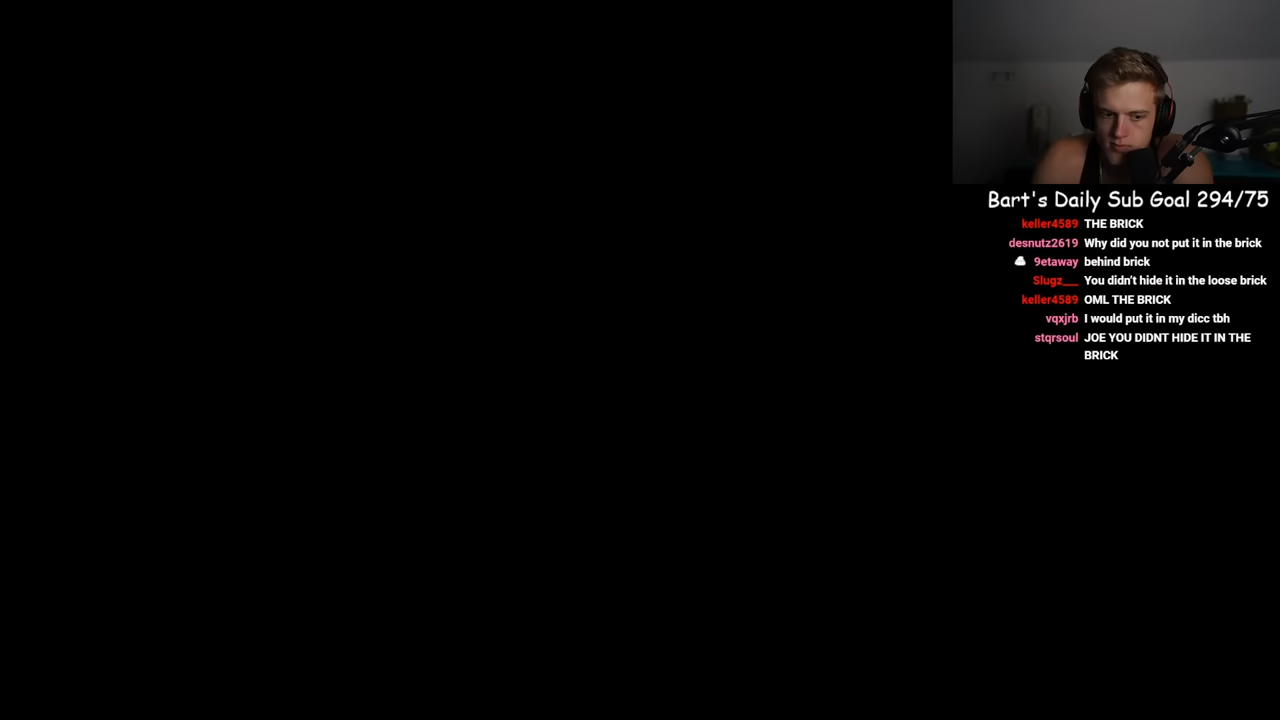 Bart's Daily Sub Goal 294/75
keller4589 THE BRICK
desnutz2619 Why did you not put it in the brick
9etaway behind brick
Slugz__ You didn't hide it in the loose brick
keller4589 OML THE BRICK
vqxjrb I would put it in my dicc tbh
stqrsoul JOE YOU DIDNT HIDE IT IN THE
BRICK